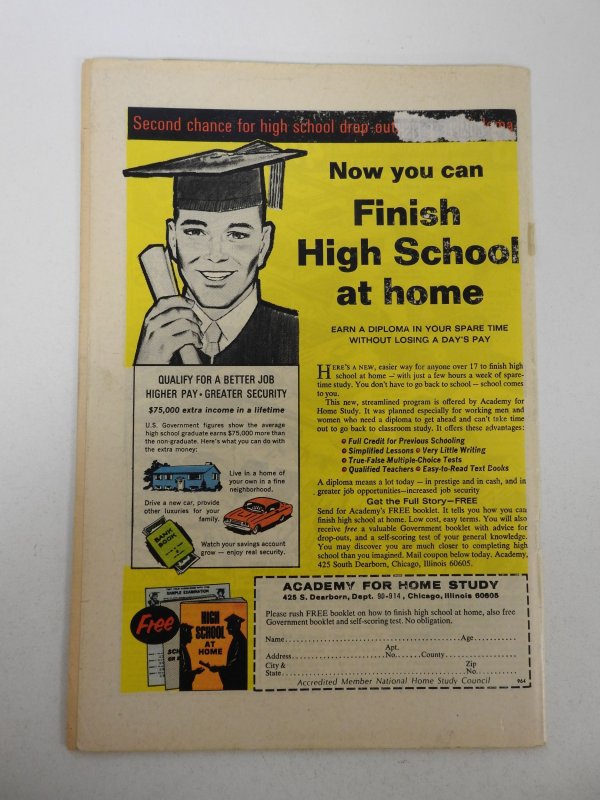 Second chance for high school drop-out
Now you can
Finish
High School
at home
EARN A DIPLOMA IN YOUR SPARE TIME
WITHOUT LOSING A DAY'S PAY
QUALIFY FOR A BETTER JOB
HIGHER PAY • GREATER SECURITY
$75,000 extra income in a lifetime
U.S. Government figures show the average
high school graduate earns $75,000 more than
the non-graduate. Here's what you can do with
the extra money:
Live in a home of
your own in a fine
neighborhood.
Drive a new car, provide
other luxuries for your
family.
BANK
BOOK
Watch your savings account
grow — enjoy real security.
HERE'S A NEW, easier way for anyone over 17 to finish high
school at home — with just a few hours a week of spare-
time study. You don't have to go back to school — school comes
to you.
This new, streamlined program is offered by Academy for
Home Study. It was planned especially for working men and
women who need a diploma to get ahead and can't take time
out to go back to classroom study. It offers these advantages:
• Full Credit for Previous Schooling
• Simplified Lessons • Very Little Writing
• True-False Multiple-Choice Tests
• Qualified Teachers • Easy-to-Read Text Books
A diploma means a lot today — in prestige and in cash, and in
greater job opportunities—increased job security
Get the Full Story—FREE
Send for Academy's FREE booklet. It tells you how you can
finish high school at home. Low cost, easy terms. You will also
receive free a valuable Government booklet with advice for
drop-outs, and a self-scoring test of your general knowledge.
You may discover you are much closer to completing high
school than you imagined. Mail coupon below today. Academy,
425 South Dearborn, Chicago, Illinois 60605.
Free
SAMPLE EXAMINATION
HIGH
SCHOOL
AT
HOME
ACADEMY FOR HOME STUDY
425 S. Dearborn, Dept. 90-914, Chicago, Illinois 60605
Please rush FREE booklet on how to finish high school at home, also free
Government booklet and self-scoring test. No obligation.
Name Age
Apt.
Address No. County
City & Zip
State No.
Accredited Member National Home Study Council 964